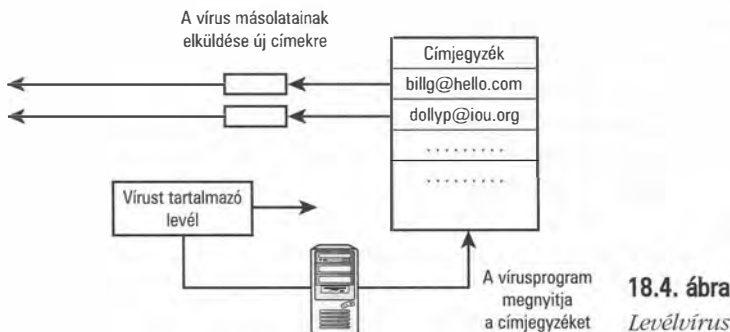 A vírus másolatainak
elküldése új címekre
Címjegyzék
billg@hello.com
dollyp@iou.org
. . . . . . . . .
. . . . . . . . .
Vírust tartalmazó
levél
A vírusprogram
megnyitja
a címjegyzéket
18.4. ábra
Levélvírus